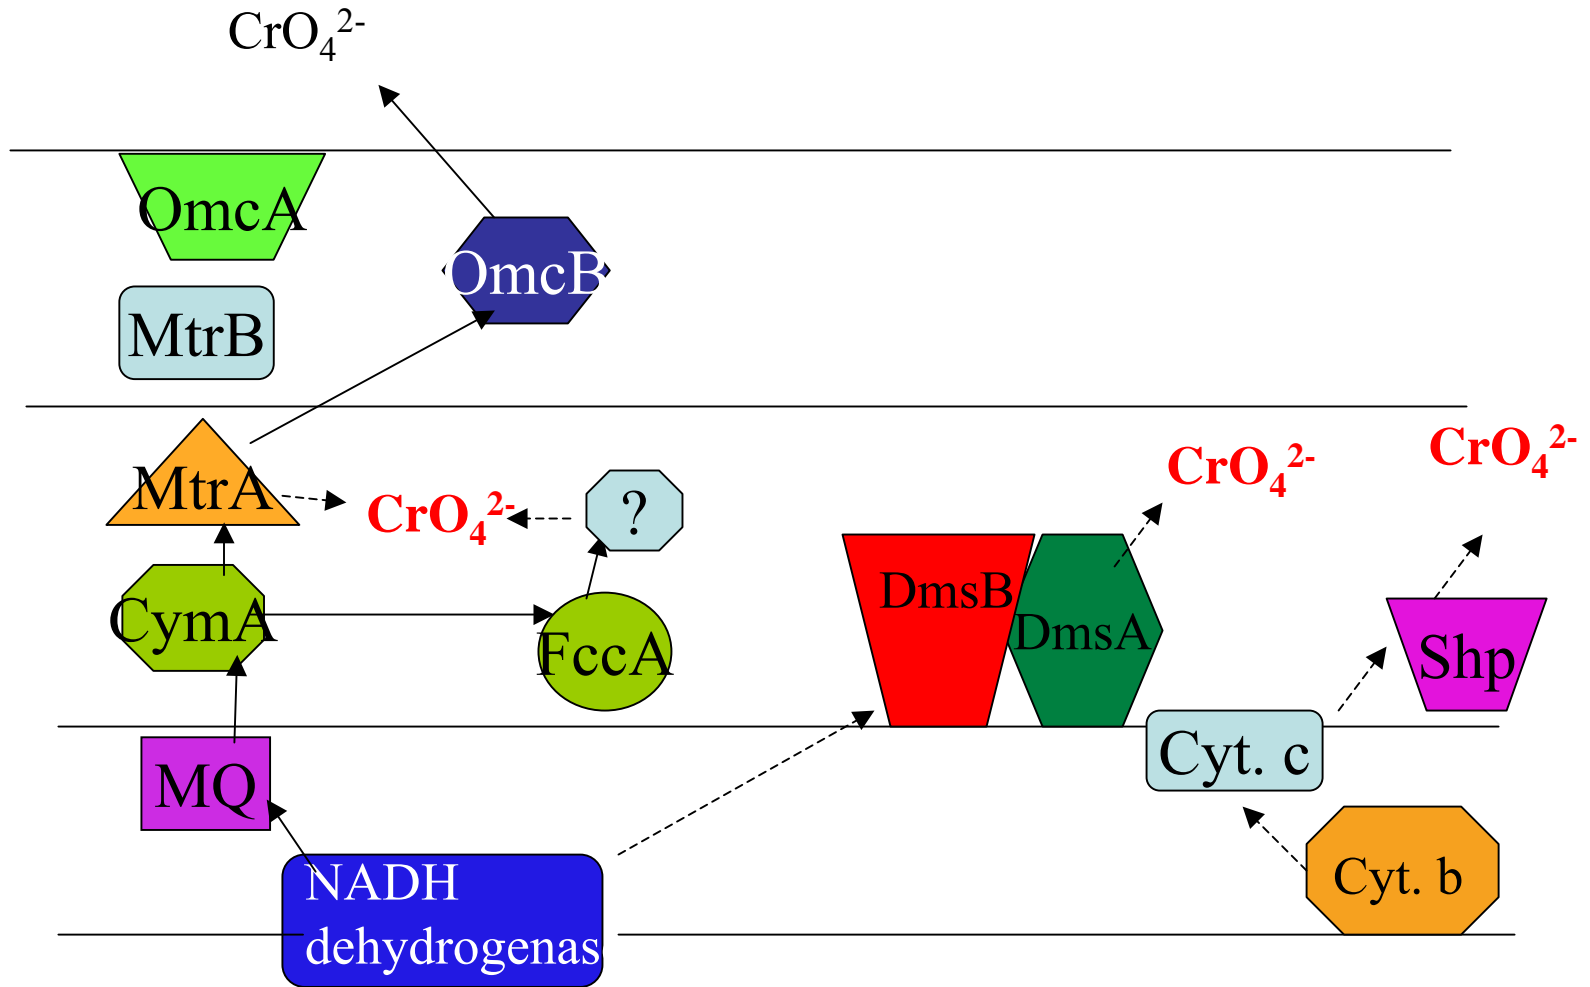 CrO₄²⁻
OmcA
OmcB
MtrB
CrO₄²⁻
CrO₄²⁻
MtrA
CrO₄²⁻
?
DmsB
CymA
DmsA
FccA
Shp
Cyt. c
MQ
Cyt. b
NADH
dehydrogenas